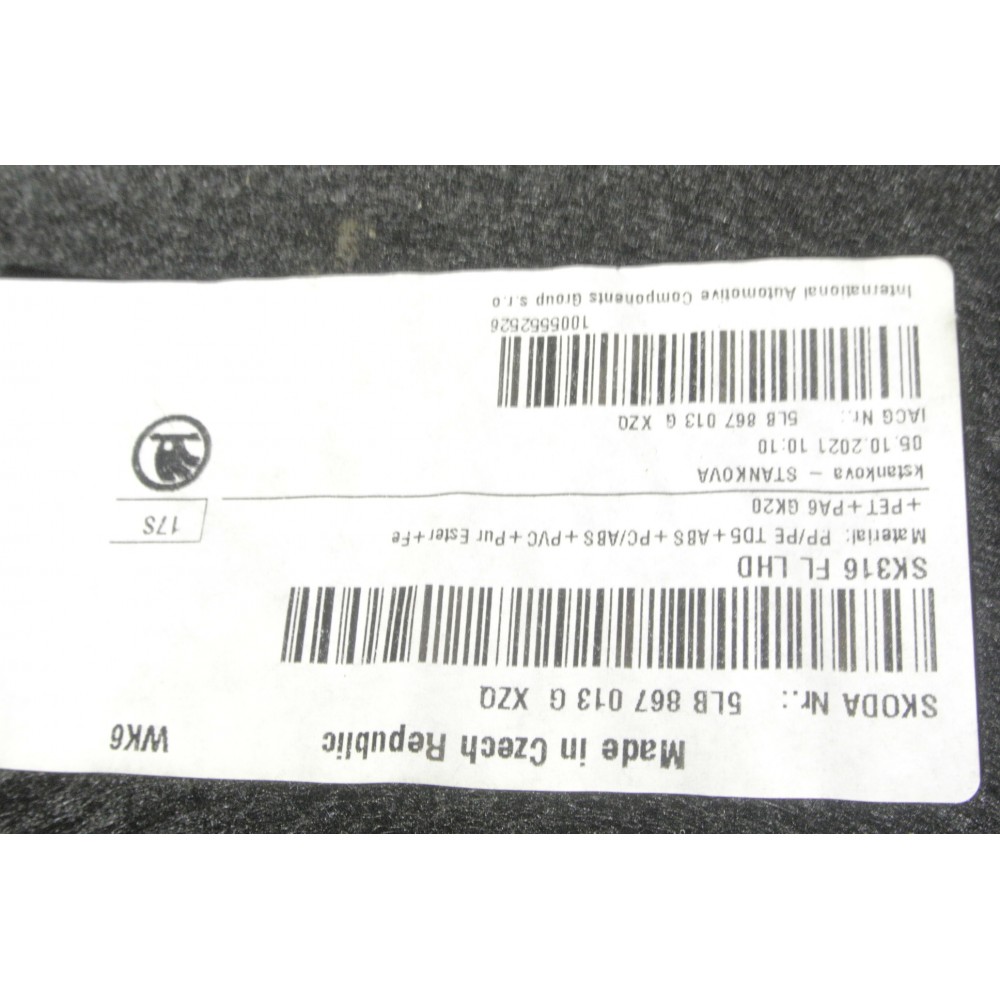 Made in Czech Republic WK6
SKODA Nr.: 5LB 867 013 G XZQ
SK316 FL LHD
Material: PP/PE TD5+ABS+PC/ABS+PVC+Pur Ester+Fe
+PET+PA6 GK20
17S
kstankova - STANKOVA
05.10.2021 10:10
IACG Nr.: 5LB 867 013 G XZQ
1005552526
International Automotive Components Group s.r.o